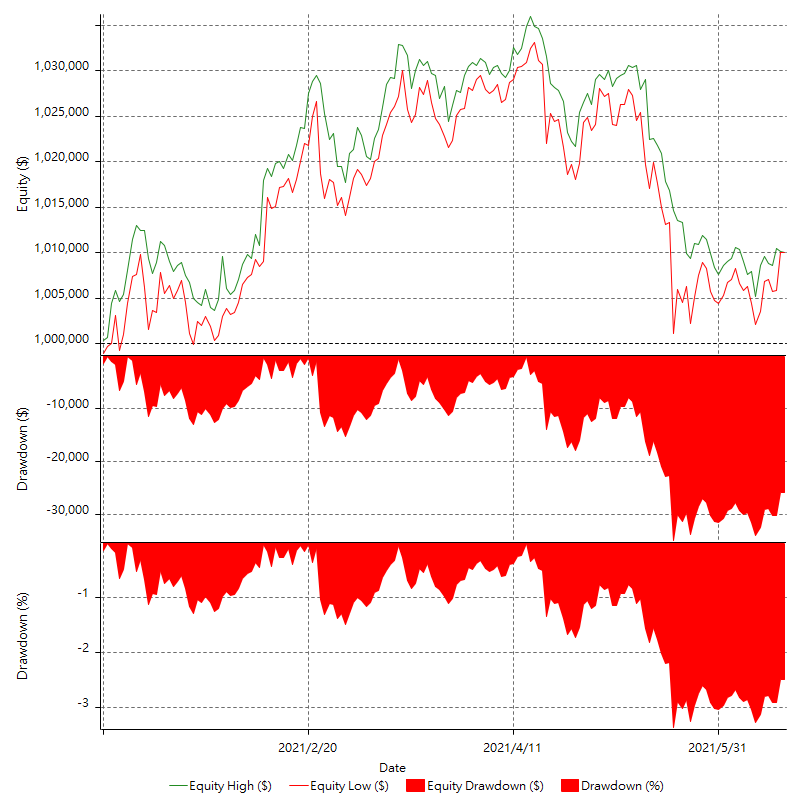 Equity ($)
1,030,000
1,025,000
1,020,000
1,015,000
1,010,000
1,005,000
1,000,000
Drawdown ($)
-10,000
-20,000
-30,000
Drawdown (%)
-1
-2
-3
2021/2/20 2021/4/11 2021/5/31
Date
Equity High ($) Equity Low ($) Equity Drawdown ($) Drawdown (%)